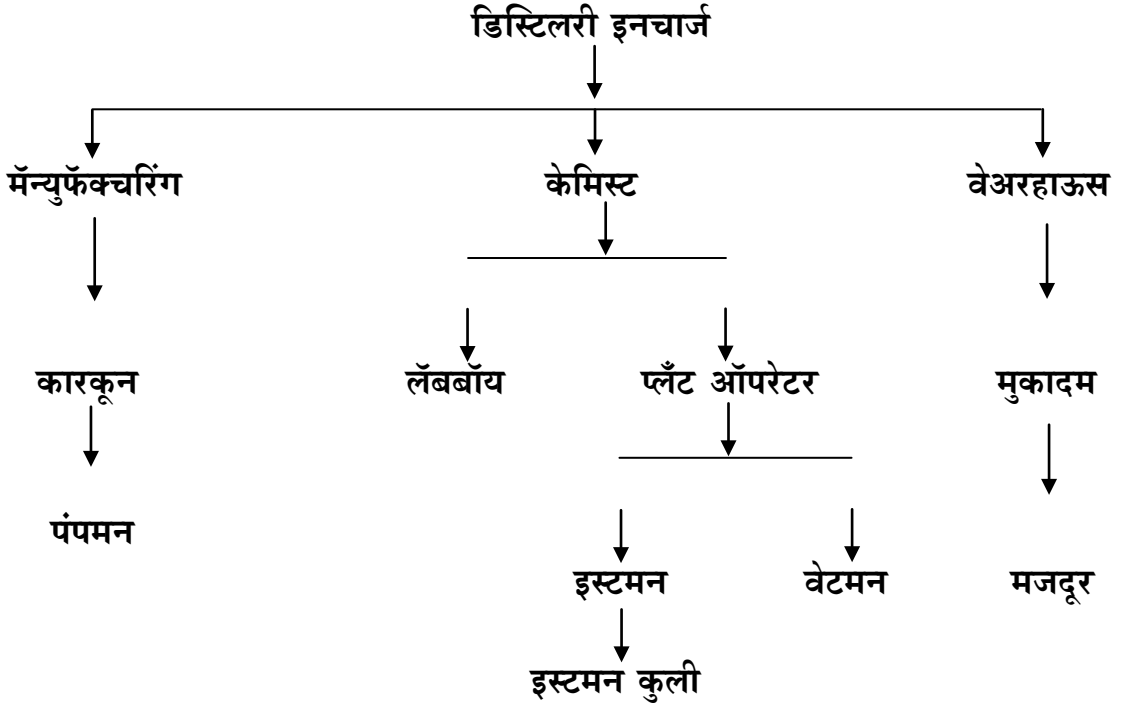 डिस्टिलरी इनचार्ज
मॅन्युफॅक्चरिंग केमिस्ट वेअरहाऊस
कारकून लॅबबॉय प्लँट ऑपरेटर मुकादम
पंपमन
इस्टमन वेटमन मजदूर
इस्टमन कुली